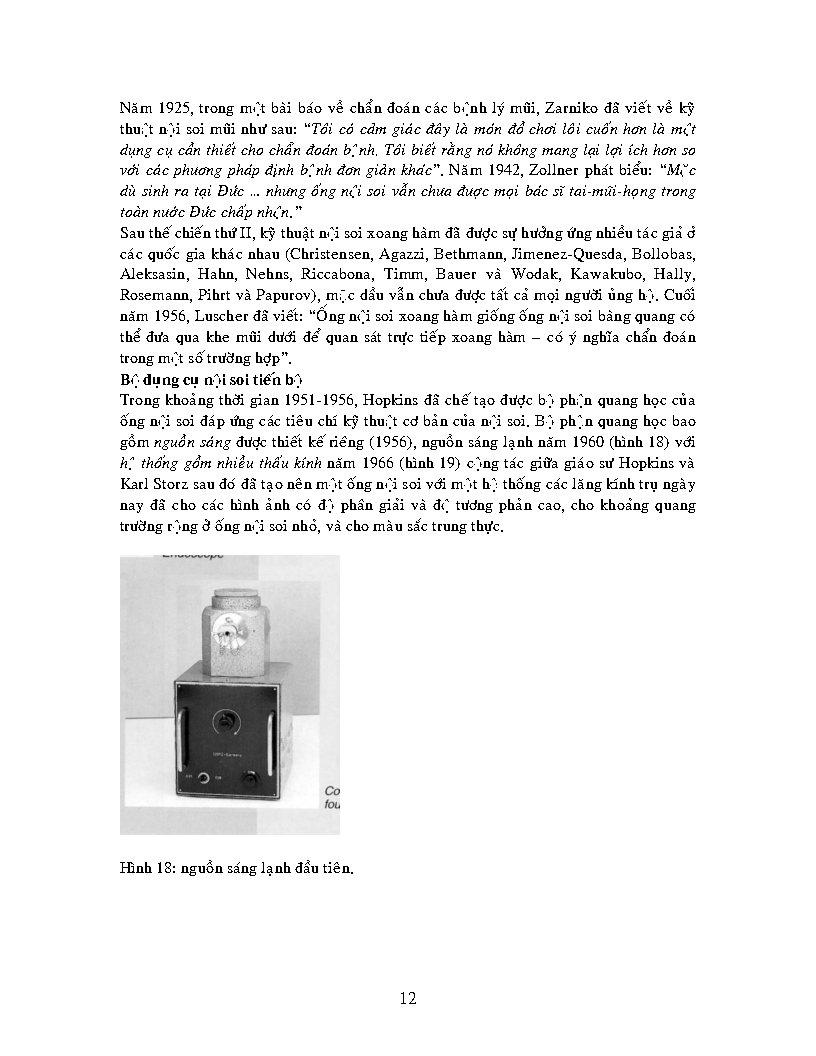 Năm 1925, trong một bài báo về chẩn đoán các bệnh lý mũi, Zarniko đã viết về kỹ
thuật nội soi mũi như sau: “Tôi có cảm giác đây là món đồ chơi lôi cuốn hơn là một
dụng cụ cần thiết cho chẩn đoán bệnh. Tôi biết rằng nó không mang lại lợi ích hơn so
với các phương pháp định bệnh đơn giản khác”. Năm 1942, Zollner phát biểu: “Mặc
dù sinh ra tại Đức ... nhưng ống nội soi vẫn chưa được mọi bác sĩ tai-mũi-họng trong
toàn nước Đức chấp nhận.”
Sau thế chiến thứ II, kỹ thuật nội soi xoang hàm đã được sự hưởng ứng nhiều tác giả ở
các quốc gia khác nhau (Christensen, Agazzi, Bethmann, Jimenez-Quesda, Bollobas,
Aleksasin, Hahn, Nehns, Riccabona, Timm, Bauer và Wodak, Kawakubo, Hally,
Rosemann, Pihrt và Papurov), mặc dầu vẫn chưa được tất cả mọi người ủng hộ. Cuối
năm 1956, Luscher đã viết: “Ống nội soi xoang hàm giống ống nội soi bàng quang có
thể đưa qua khe mũi dưới để quan sát trực tiếp xoang hàm – có ý nghĩa chẩn đoán
trong một số trường hợp”.
Bộ dụng cụ nội soi tiến bộ
Trong khoảng thời gian 1951-1956, Hopkins đã chế tạo được bộ phận quang học của
ống nội soi đáp ứng các tiêu chí kỹ thuật cơ bản của nội soi. Bộ phận quang học bao
gồm nguồn sáng được thiết kế riêng (1956), nguồn sáng lạnh năm 1960 (hình 18) với
hệ thống gồm nhiều thấu kính năm 1966 (hình 19) cộng tác giữa giáo sư Hopkins và
Karl Storz sau đó đã tạo nên một ống nội soi với một hệ thống các lăng kính trụ ngày
nay đã cho các hình ảnh có độ phân giải và độ tương phản cao, cho khoảng quang
trường rộng ở ống nội soi nhỏ, và cho màu sắc trung thực.
Endoscope
Co
fou
Hình 18: nguồn sáng lạnh đầu tiên.
12